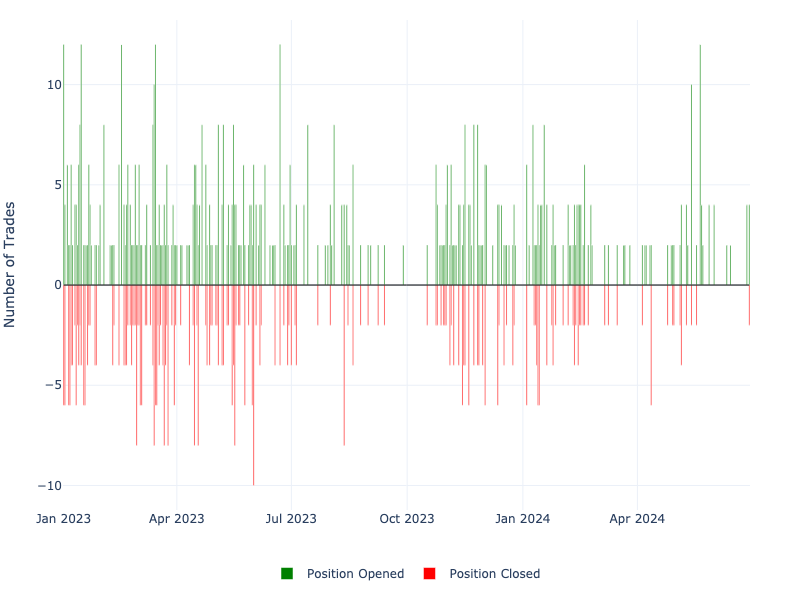 Number of Trades
10
5
0
−5
−10
Jan 2023
Apr 2023
Jul 2023
Oct 2023
Jan 2024
Apr 2024
Position Opened
Position Closed